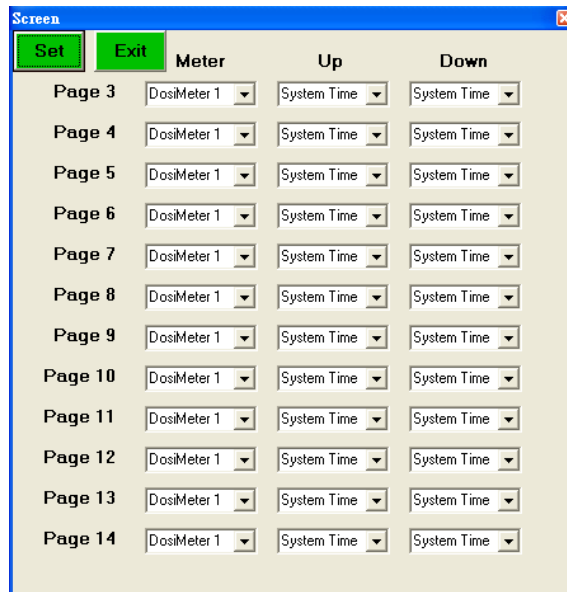 Screen
Set Exit Meter Up Down
Page 3 DosiMeter 1 System Time System Time
Page 4 DosiMeter 1 System Time System Time
Page 5 DosiMeter 1 System Time System Time
Page 6 DosiMeter 1 System Time System Time
Page 7 DosiMeter 1 System Time System Time
Page 8 DosiMeter 1 System Time System Time
Page 9 DosiMeter 1 System Time System Time
Page 10 DosiMeter 1 System Time System Time
Page 11 DosiMeter 1 System Time System Time
Page 12 DosiMeter 1 System Time System Time
Page 13 DosiMeter 1 System Time System Time
Page 14 DosiMeter 1 System Time System Time